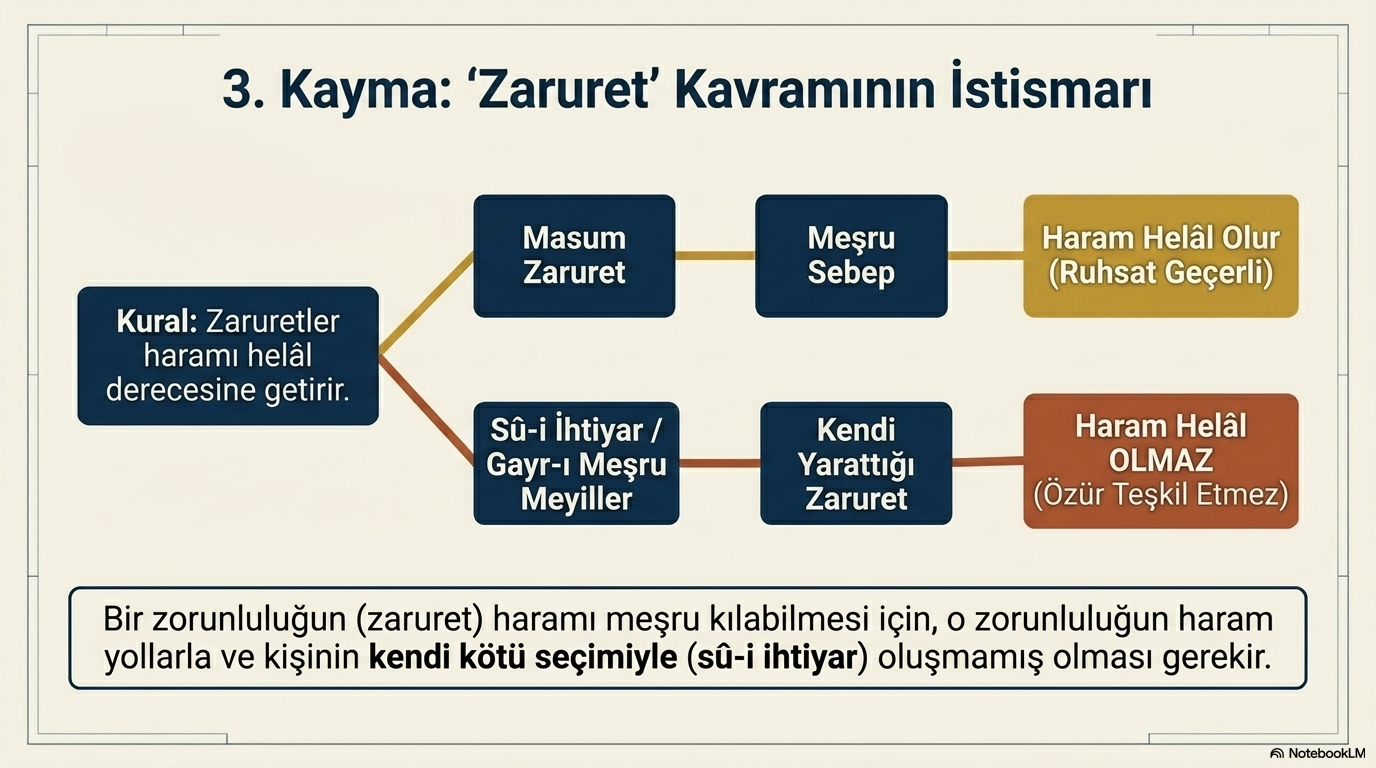 3. Kayma: ‘Zaruret’ Kavramının İstismarı
Kural: Zaruretler
haramı helâl
derecesine getirir.
Masum
Zaruret
Meşru
Sebep
Haram Helâl Olur
(Ruhsat Geçerli)
Sû-i İhtiyar /
Gayr-ı Meşru
Meyiller
Kendi
Yarattığı
Zaruret
Haram Helâl
OLMAZ
(Özür Teşkil Etmez)
Bir zorunluluğun (zaruret) haramı meşru kılabilmesi için, o zorunluluğun haram
yollarla ve kişinin kendi kötü seçimiyle (sû-i ihtiyar) oluşmamış olması gerekir.
NotebookLM